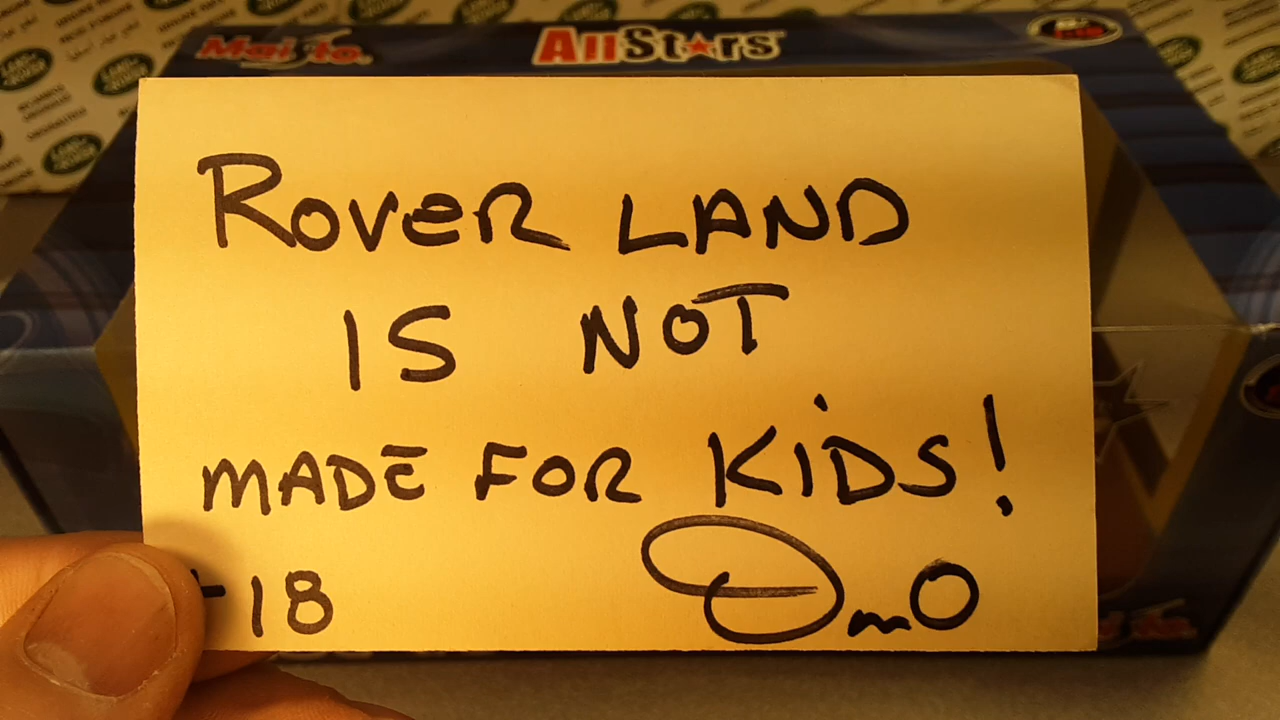 Maisto
AllStars
ROVER LAND
IS NOT
MADE FOR KiDS!
-18